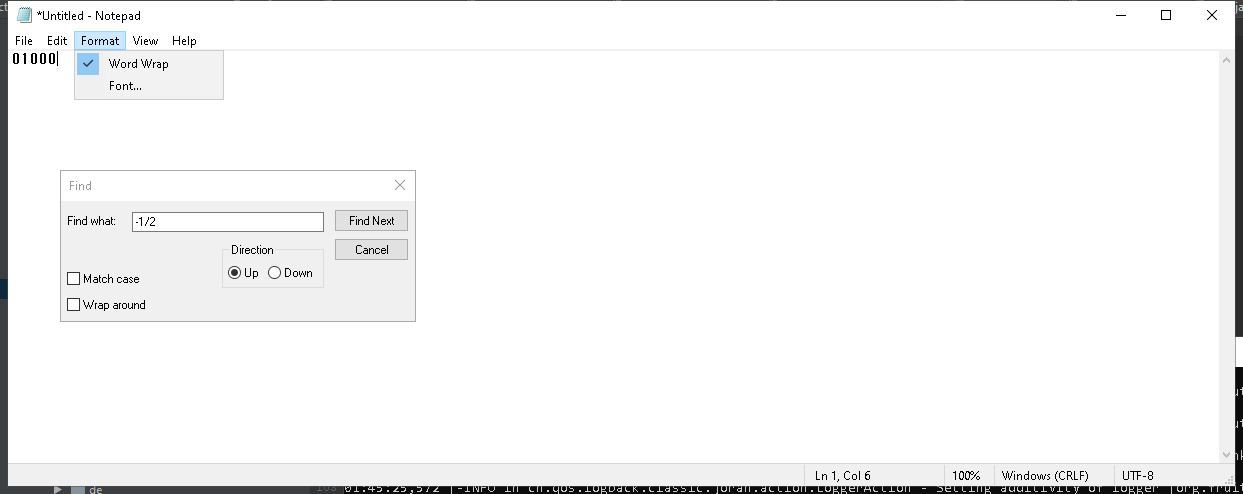 *Untitled - Notepad
File Edit Format View Help
01000
Word Wrap
Font...
Find
Find what: -1/2 Find Next
Direction Cancel
Up Down
Match case
Wrap around
Ln 1, Col 6 100% Windows (CRLF) UTF-8
de
01:45:25,572 |-INFO in ch.qos.logback.classic.joran.action.LoggerAction - Setting additivity of logger